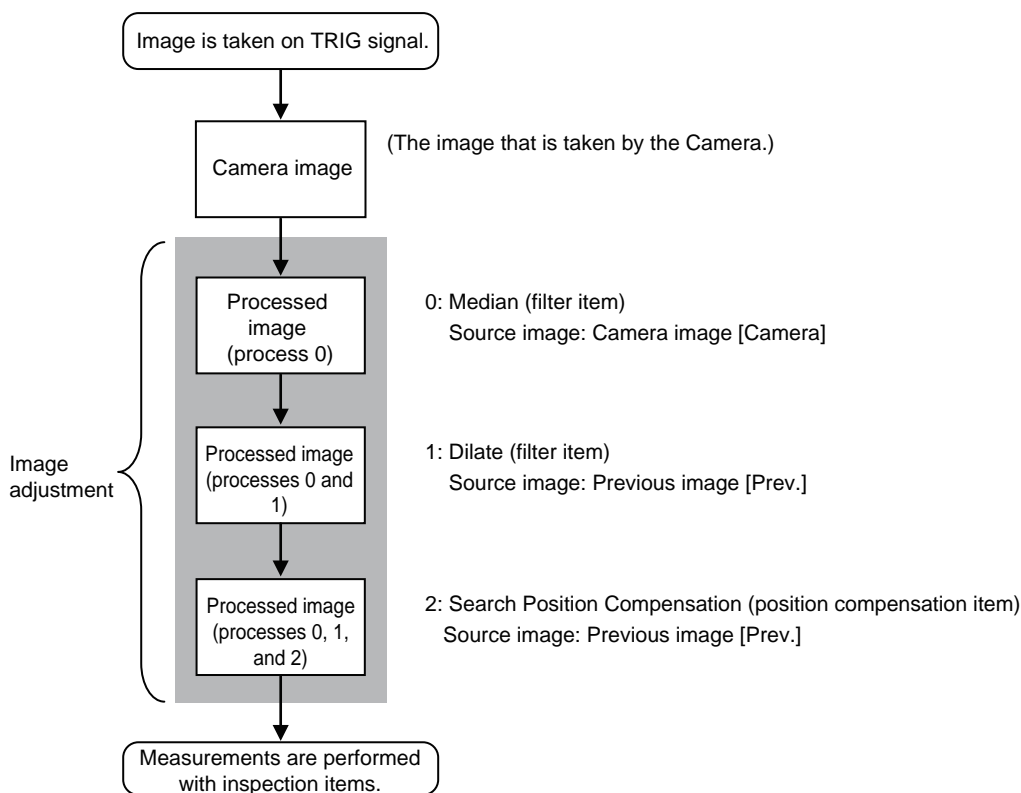 Image is taken on TRIG signal.
Camera image
(The image that is taken by the Camera.)
Processed
image
(process 0)
0: Median (filter item)
Source image: Camera image [Camera]
Image
adjustment
Processed image
(processes 0 and
1)
1: Dilate (filter item)
Source image: Previous image [Prev.]
Processed image
(processes 0, 1,
and 2)
2: Search Position Compensation (position compensation item)
Source image: Previous image [Prev.]
Measurements are performed
with inspection items.